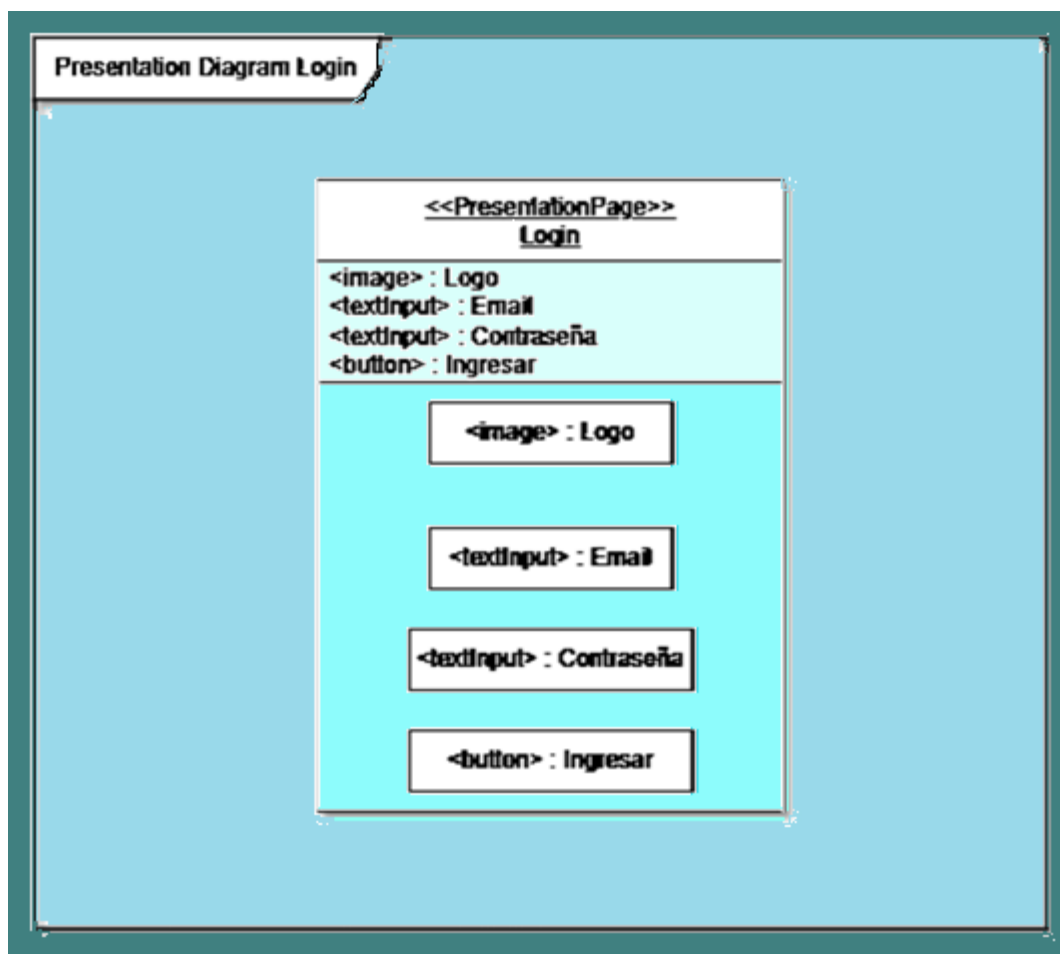 Presentation Diagram Login
<<PresentationPage>>
Login
<image> : Logo
<textInput> : Email
<textInput> : Contraseña
<button> : Ingresar
<image> : Logo
<textInput> : Email
<textInput> : Contraseña
<button> : Ingresar